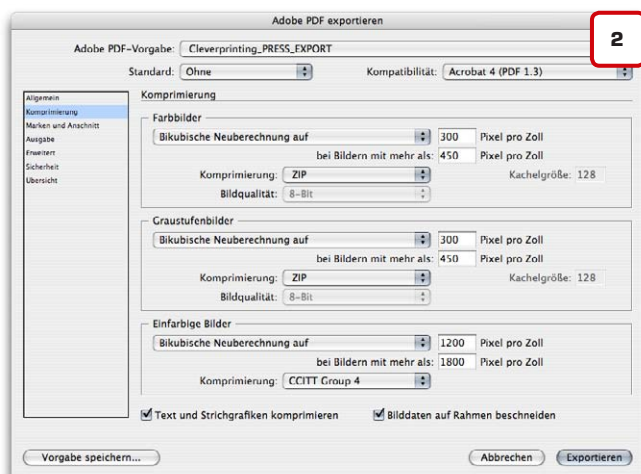 Adobe PDF exportieren
2
Adobe PDF-Vorgabe: Cleverprinting_PRESS_EXPORT
Standard: Ohne Kompatibilität: Acrobat 4 (PDF 1.3)
Allgemein
Komprimierung
Marken und Anschnitt
Ausgabe
Erweitert
Sicherheit
Übersicht
Komprimierung
Farbbilder
Bikubische Neuberechnung auf 300 Pixel pro Zoll
bei Bildern mit mehr als: 450 Pixel pro Zoll
Komprimierung: ZIP Kachelgröße: 128
Bildqualität: 8-Bit
Graustufenbilder
Bikubische Neuberechnung auf 300 Pixel pro Zoll
bei Bildern mit mehr als: 450 Pixel pro Zoll
Komprimierung: ZIP Kachelgröße: 128
Bildqualität: 8-Bit
Einfarbige Bilder
Bikubische Neuberechnung auf 1200 Pixel pro Zoll
bei Bildern mit mehr als: 1800 Pixel pro Zoll
Komprimierung: CCITT Group 4
Text und Strichgrafiken komprimieren Bilddaten auf Rahmen beschneiden
Vorgabe speichern... Abbrechen Exportieren